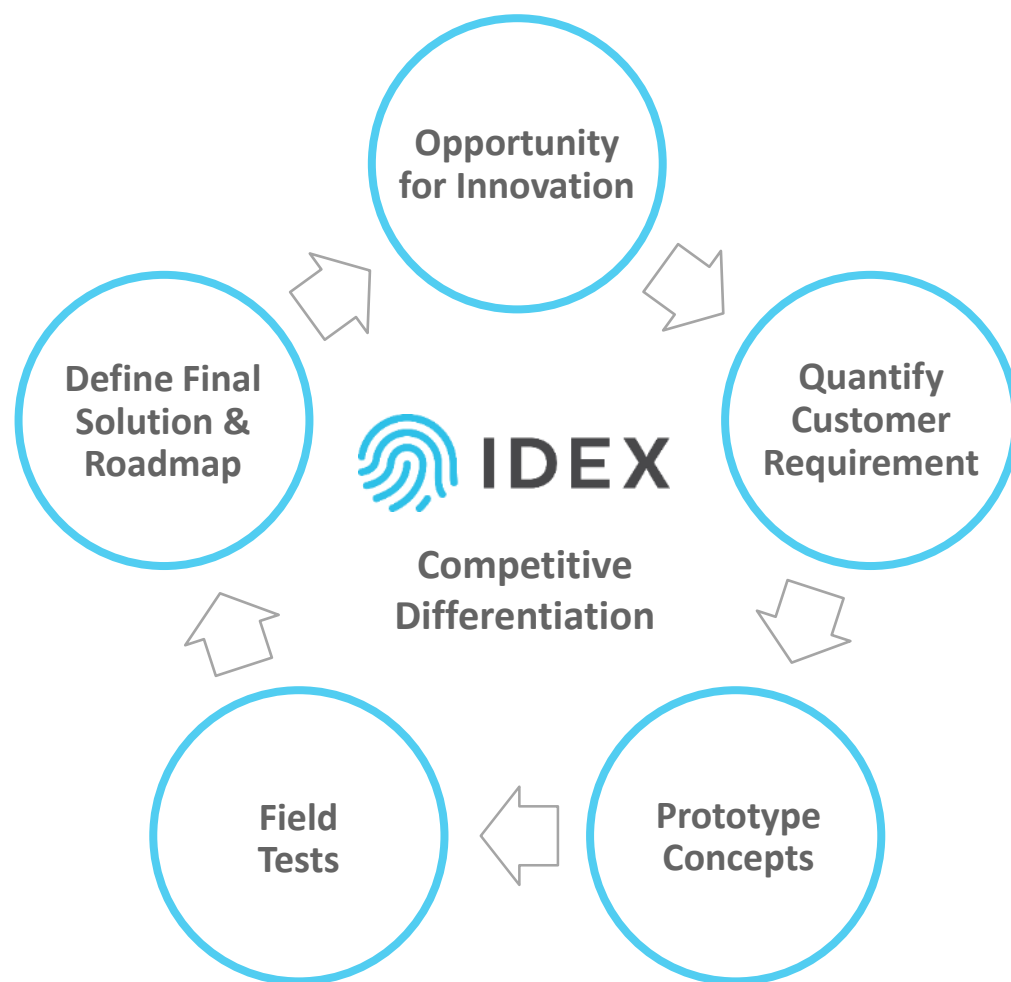 Opportunity
for Innovation
Quantify
Customer
Requirement
Prototype
Concepts
Field
Tests
Define Final
Solution &
Roadmap
IDEX
Competitive
Differentiation